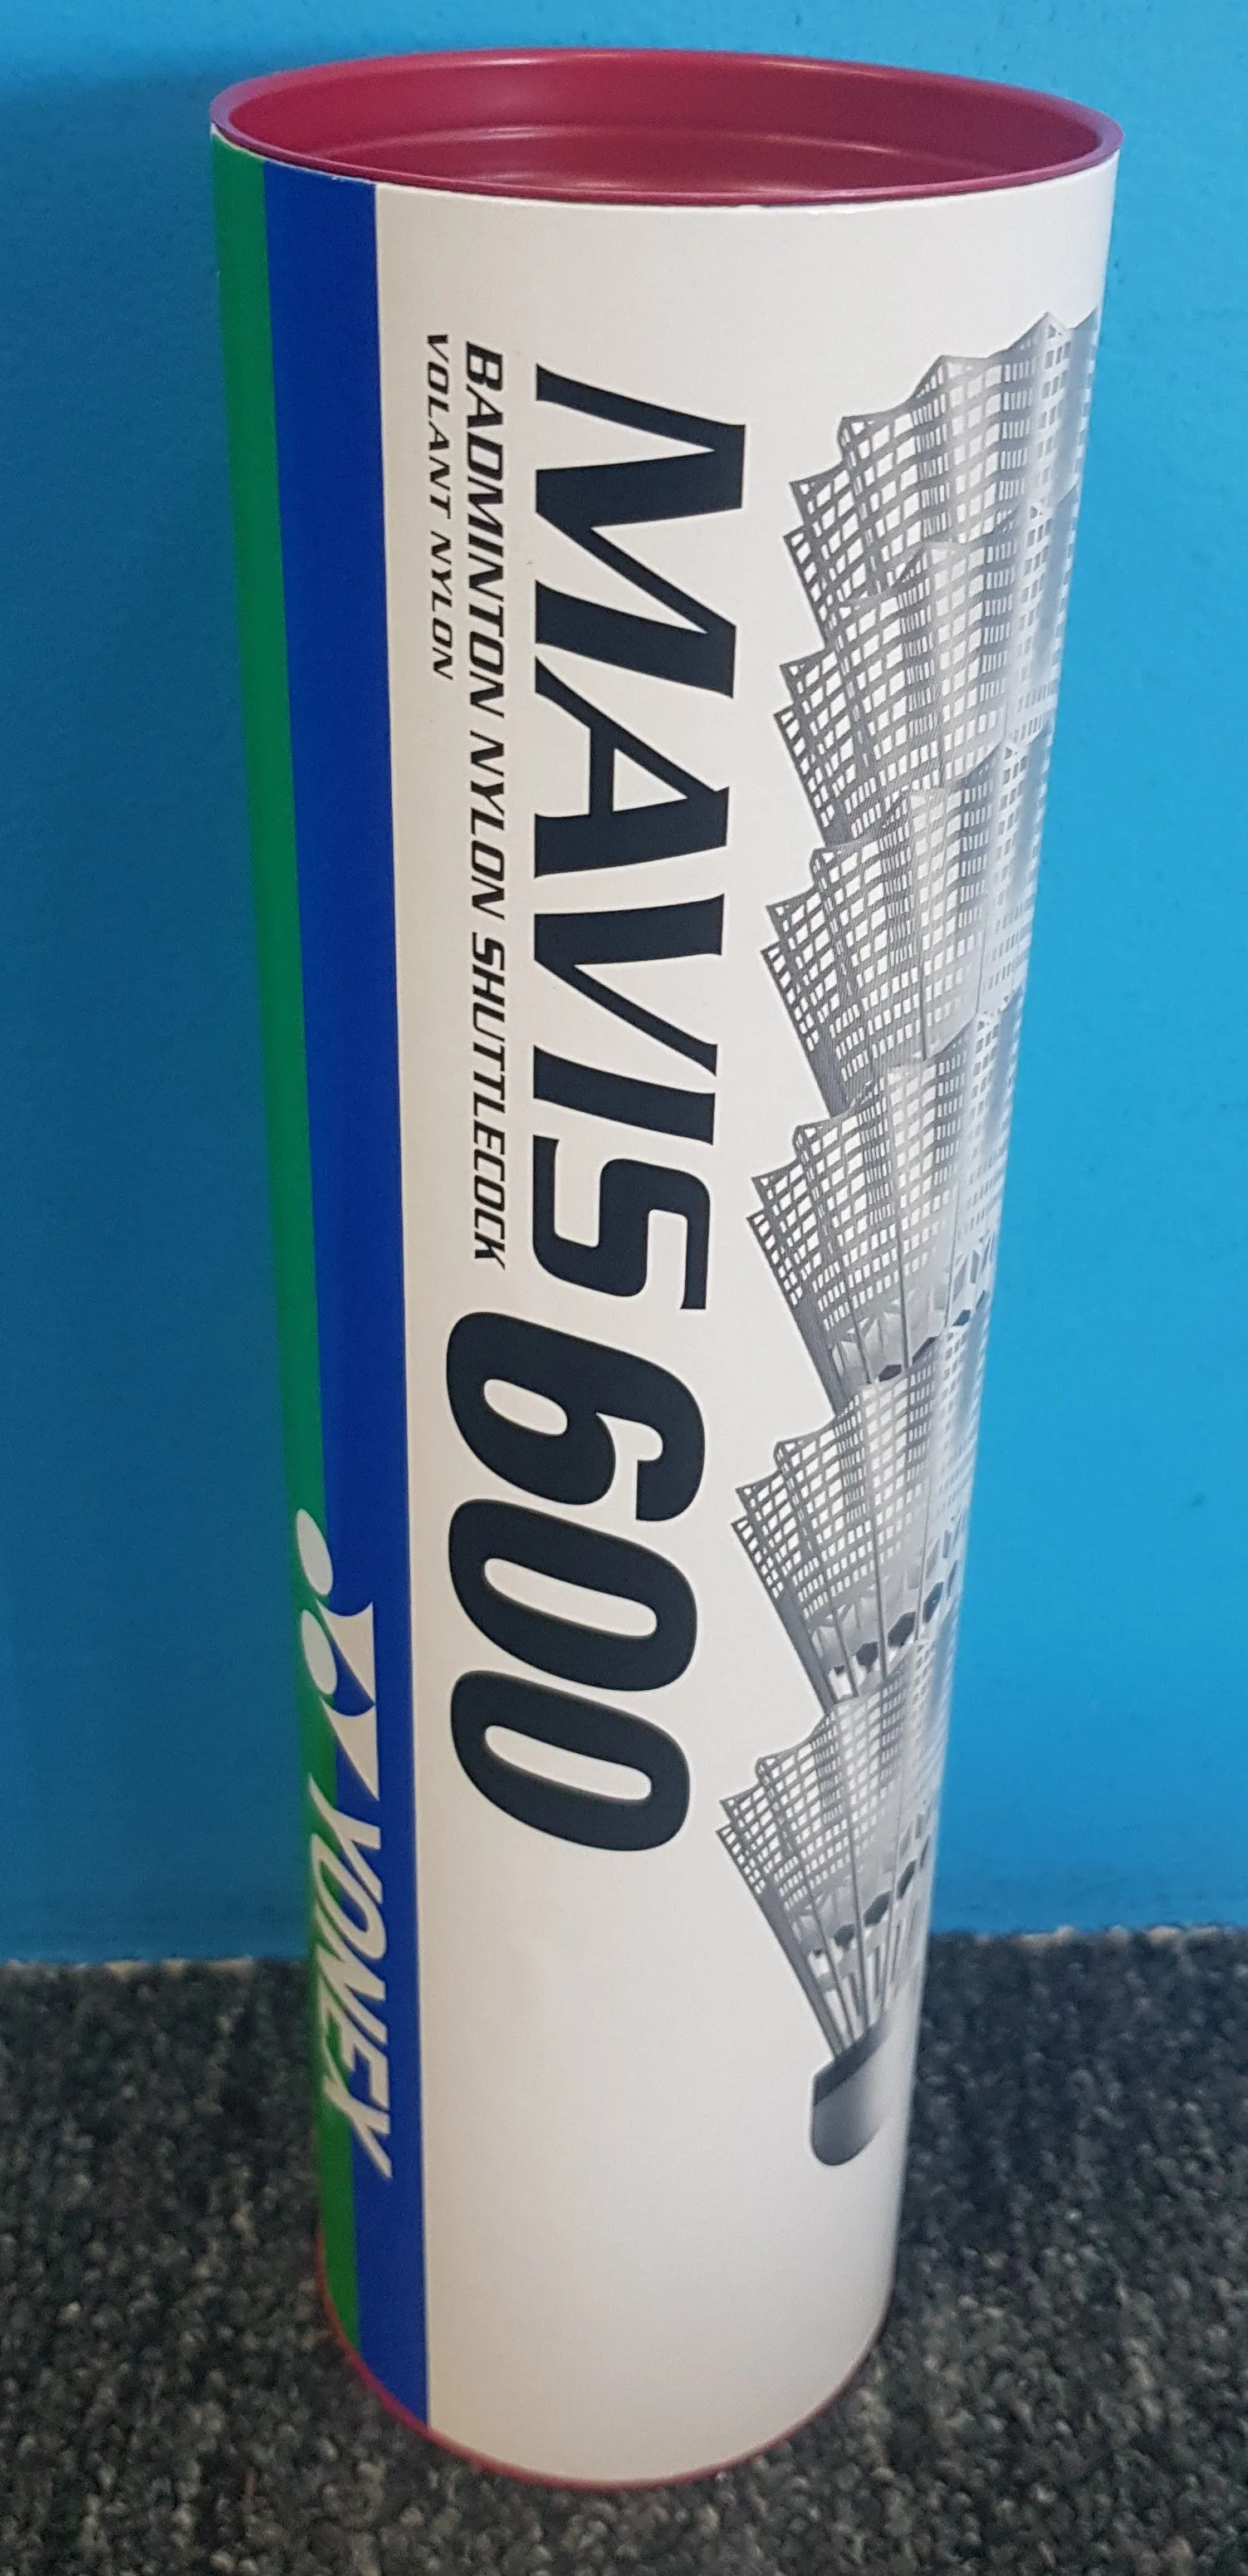 MAVIS 600
BADMINTON NYLON SHUTTLECOCK
VOLANT NYLON
YONEX